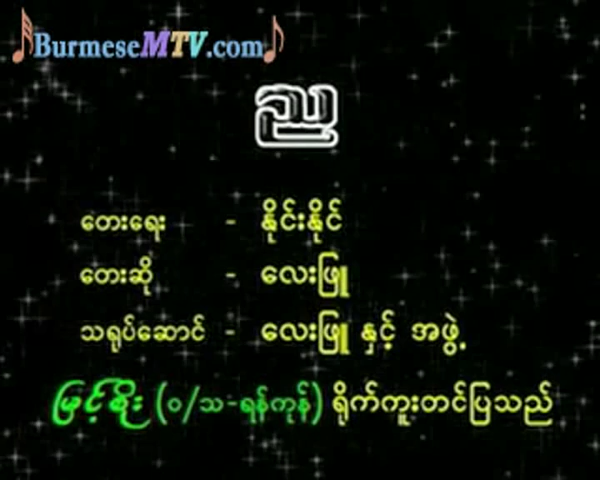 BurmeseMTV.com
ည
တေးရေး - နိုင်းနိုင်
တေးဆို - လေးဖြူ
သရုပ်ဆောင် - လေးဖြူ နှင့် အဖွဲ့
မြင့်စိုး (ဝ/သ-ရန်ကုန်) ရိုက်ကူးတင်ပြသည်